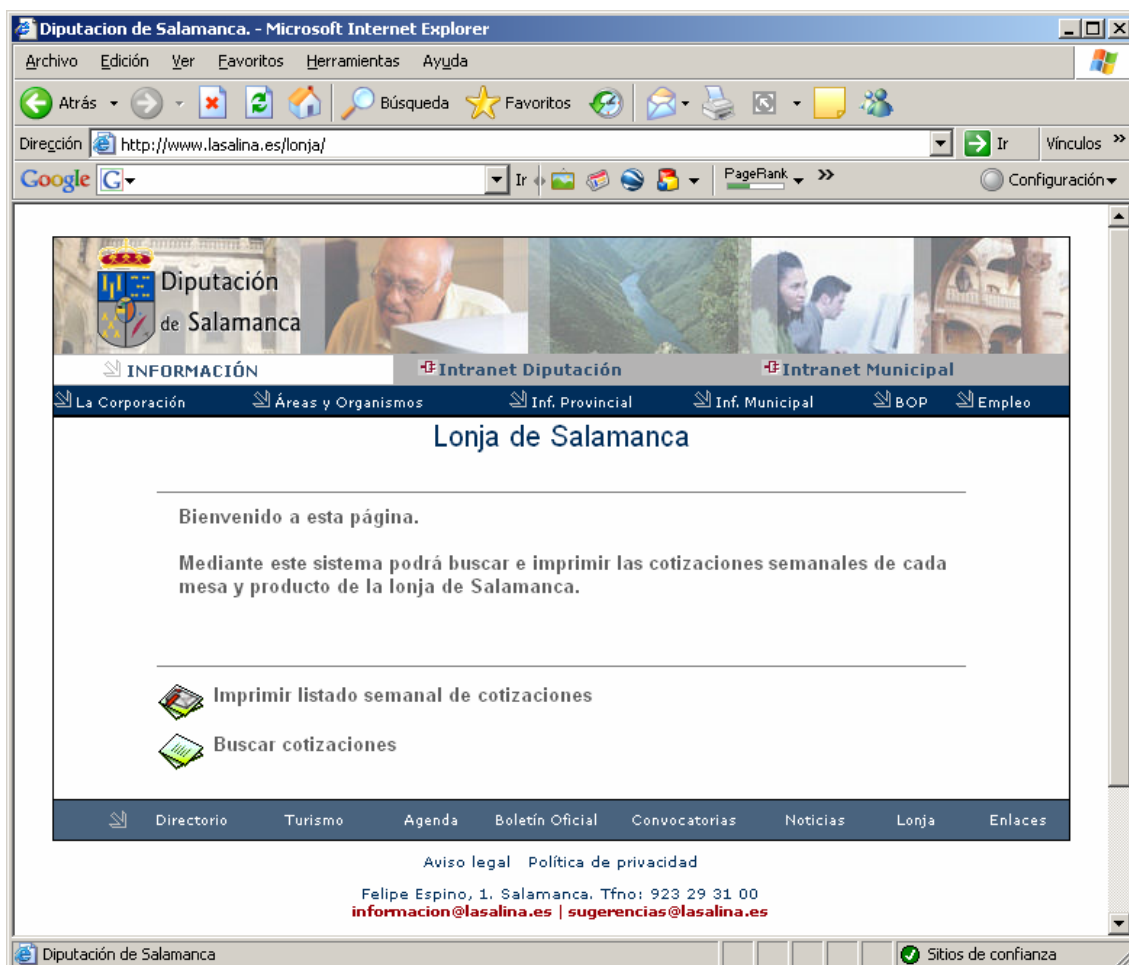 Diputacion de Salamanca. - Microsoft Internet Explorer
Archivo Edición Ver Favoritos Herramientas Ayuda
Atrás Búsqueda Favoritos
Dirección http://www.lasalina.es/lonja/ Ir Vínculos »
Google G Ir PageRank » Configuración
Diputación
de Salamanca
INFORMACIÓN Intranet Diputación Intranet Municipal
La Corporación Áreas y Organismos Inf. Provincial Inf. Municipal BOP Empleo
Lonja de Salamanca
Bienvenido a esta página.
Mediante este sistema podrá buscar e imprimir las cotizaciones semanales de cada
mesa y producto de la lonja de Salamanca.
Imprimir listado semanal de cotizaciones
Buscar cotizaciones
Directorio Turismo Agenda Boletín Oficial Convocatorias Noticias Lonja Enlaces
Aviso legal Política de privacidad
Felipe Espino, 1. Salamanca. Tfno: 923 29 31 00
informacion@lasalina.es | sugerencias@lasalina.es
Diputación de Salamanca Sitios de confianza